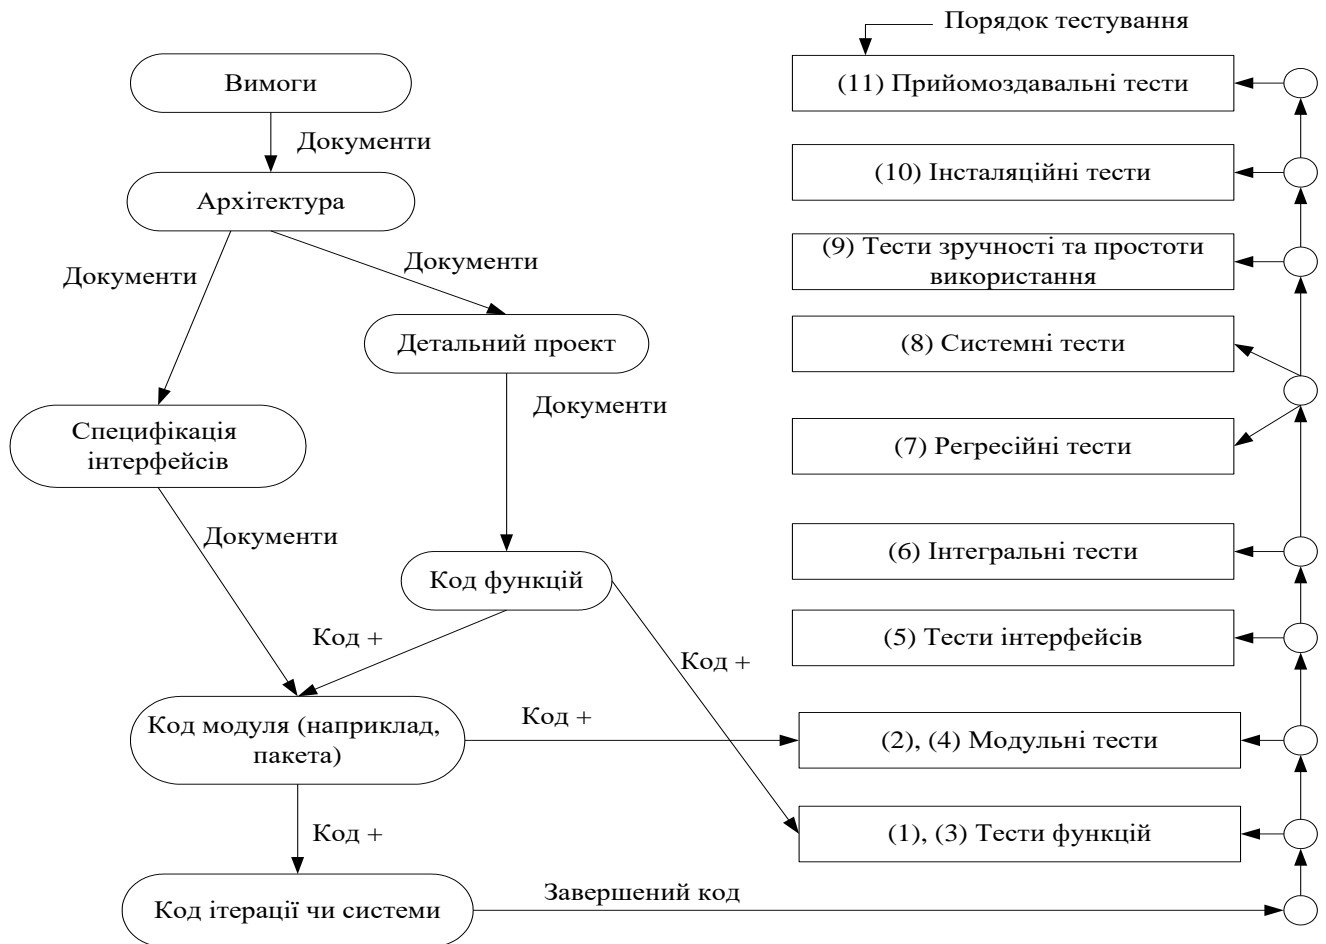 Порядок тестування
Вимоги
(11) Прийомоздавальні тести
Документи
(10) Інсталяційні тести
Архітектура
Документи
Документи
(9) Тести зручності та простоти
використання
Детальний проект
(8) Системні тести
Документи
Специфікація
інтерфейсів
(7) Регресійні тести
Документи
(6) Інтегральні тести
Код функцій
Код +
Код +
(5) Тести інтерфейсів
Код модуля (наприклад,
пакета)
Код +
(2), (4) Модульні тести
Код +
(1), (3) Тести функцій
Завершений код
Код ітерації чи системи